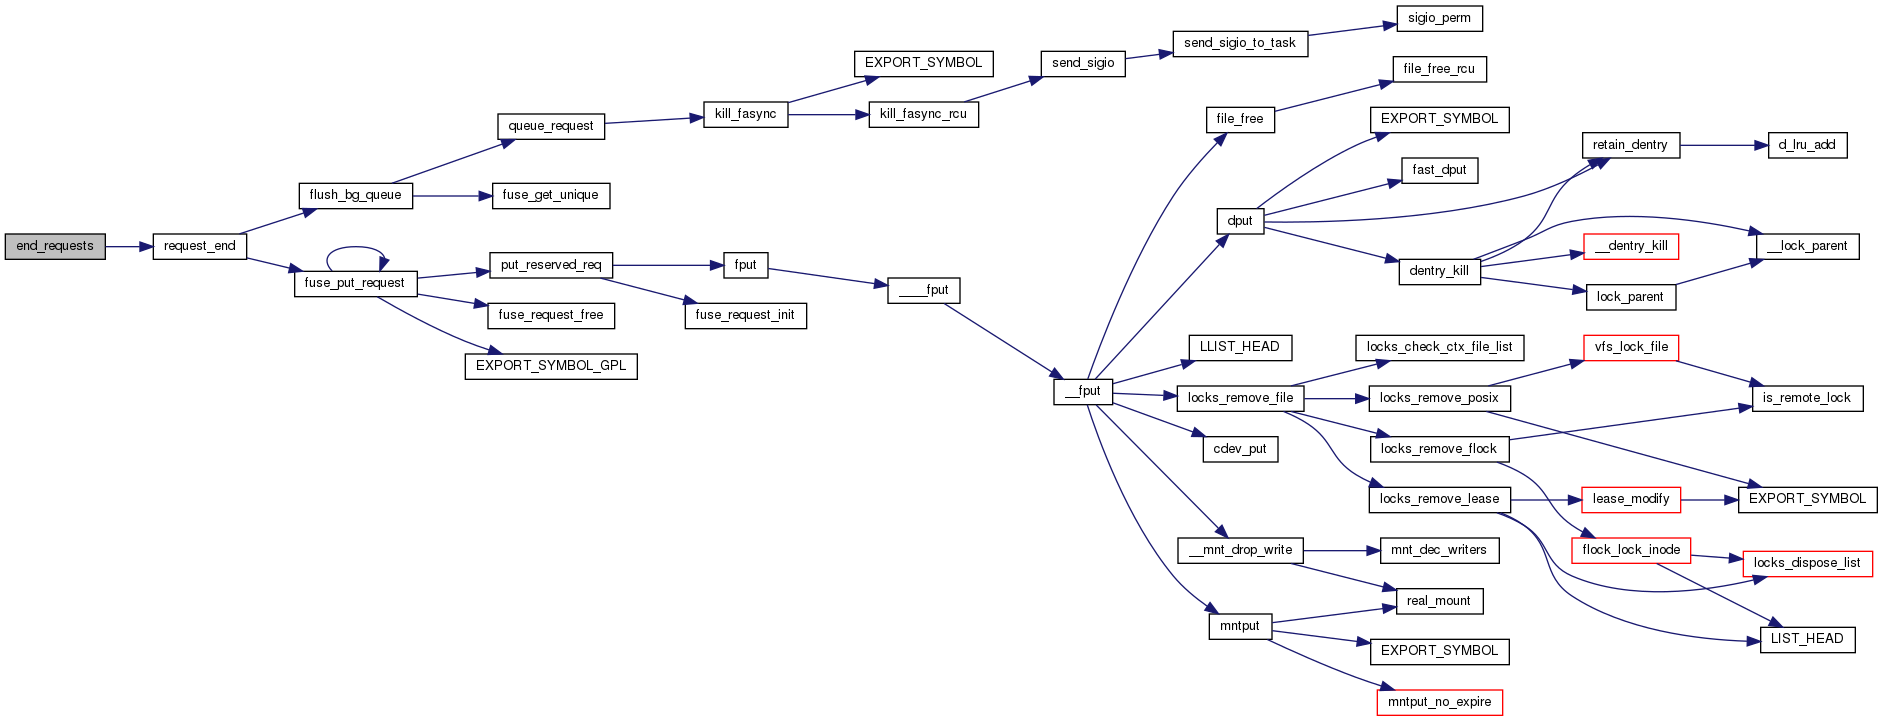 end_requests
request_end
flush_bg_queue
fuse_put_request
queue_request
fuse_get_unique
put_reserved_req
fuse_request_free
EXPORT_SYMBOL_GPL
kill_fasync
fput
fuse_request_init
EXPORT_SYMBOL
kill_fasync_rcu
____fput
send_sigio
__fput
send_sigio_to_task
file_free
dput
LLIST_HEAD
locks_remove_file
cdev_put
__mnt_drop_write
mntput
sigio_perm
file_free_rcu
EXPORT_SYMBOL
fast_dput
dentry_kill
locks_check_ctx_file_list
locks_remove_posix
locks_remove_flock
locks_remove_lease
mnt_dec_writers
real_mount
EXPORT_SYMBOL
mntput_no_expire
retain_dentry
__dentry_kill
lock_parent
vfs_lock_file
lease_modify
flock_lock_inode
d_lru_add
__lock_parent
is_remote_lock
EXPORT_SYMBOL
locks_dispose_list
LIST_HEAD